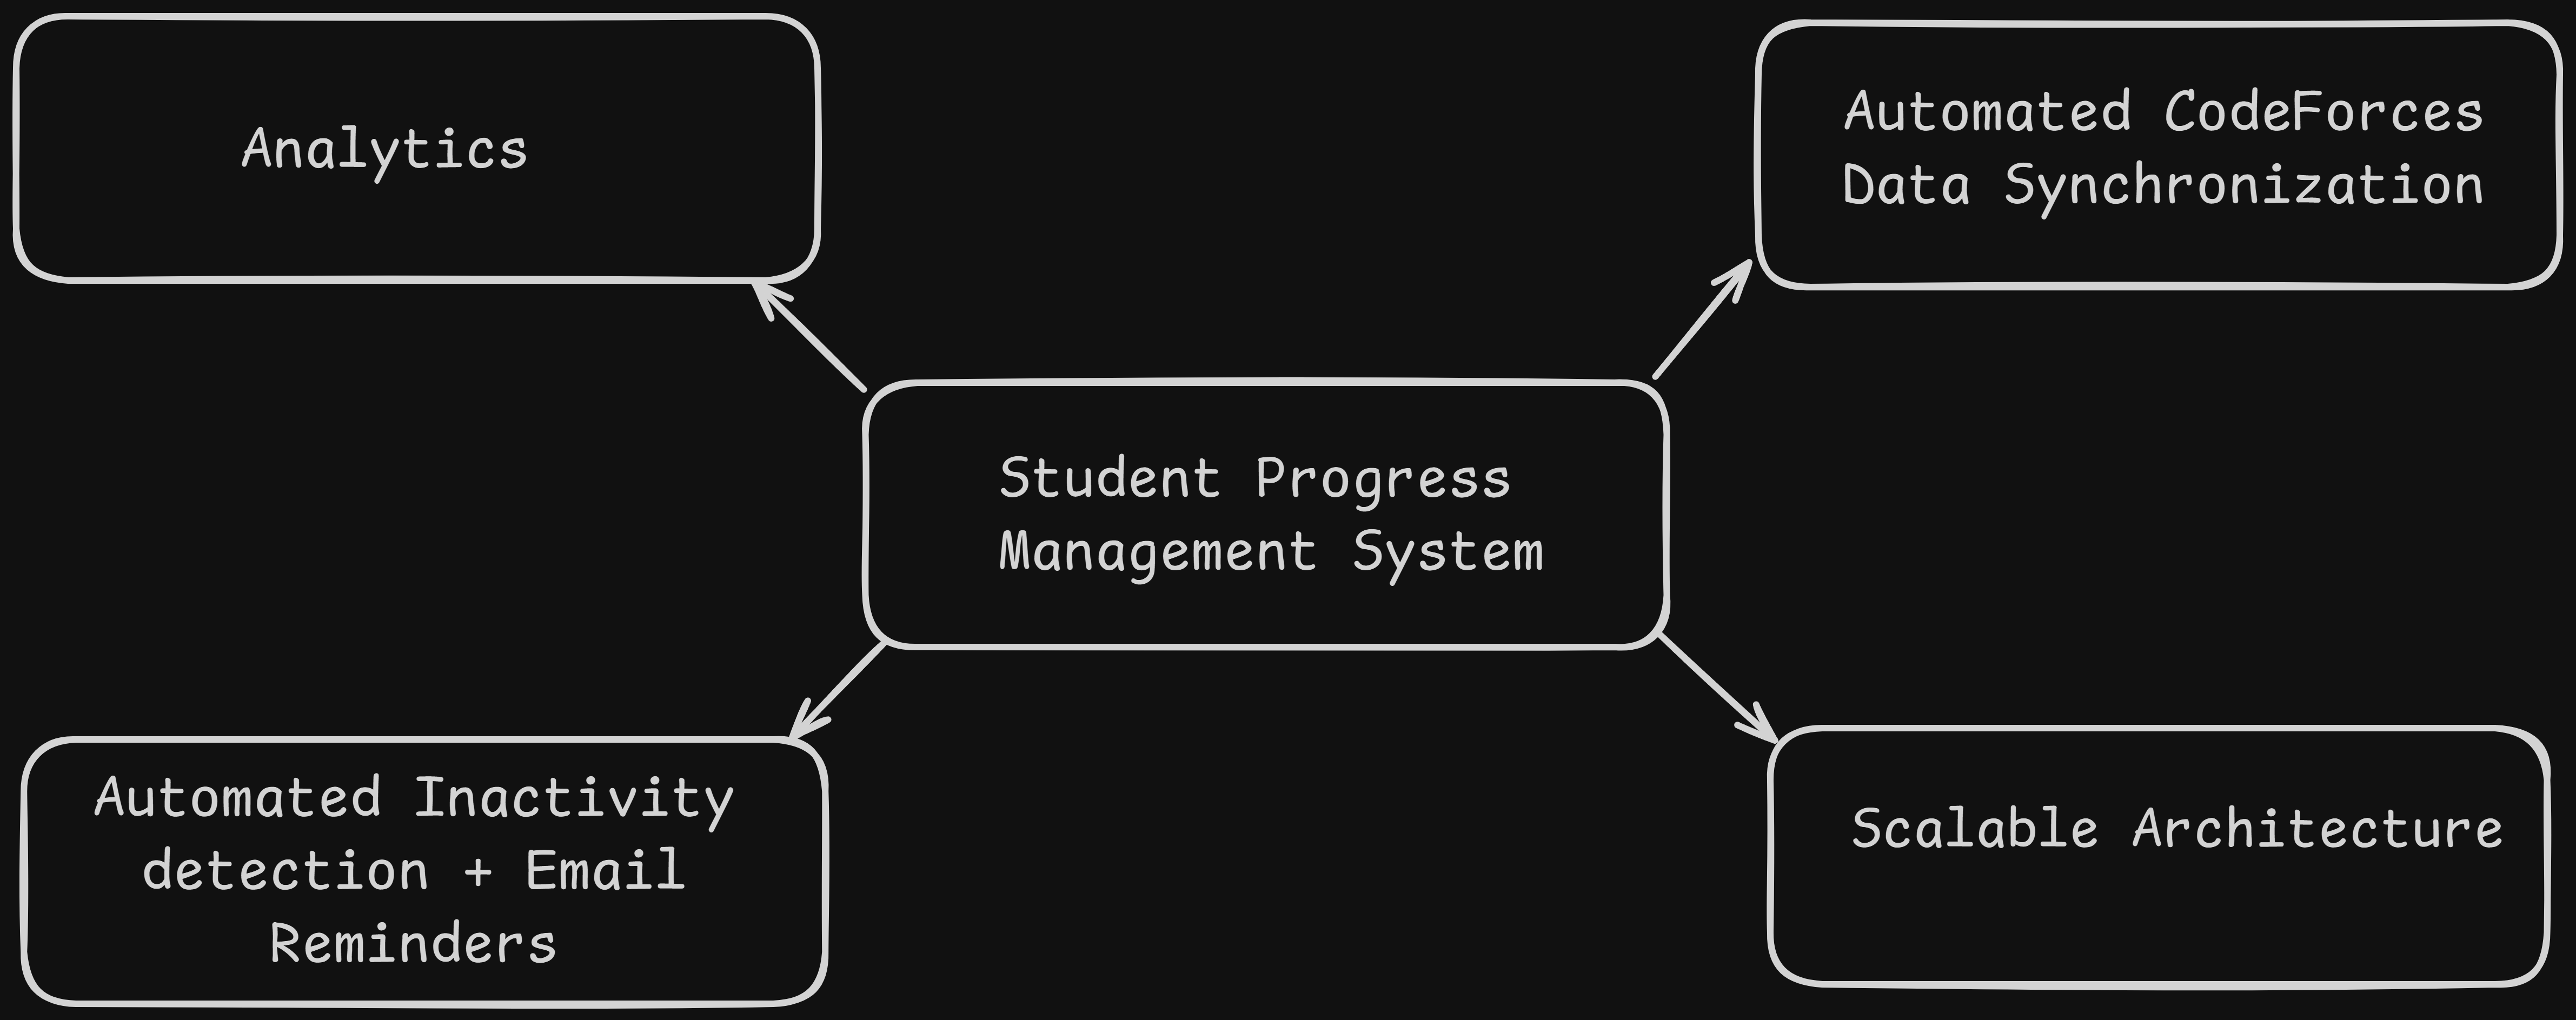 Analytics
Automated CodeForces
Data Synchronization
Student Progress
Management System
Automated Inactivity
detection + Email
Reminders
Scalable Architecture